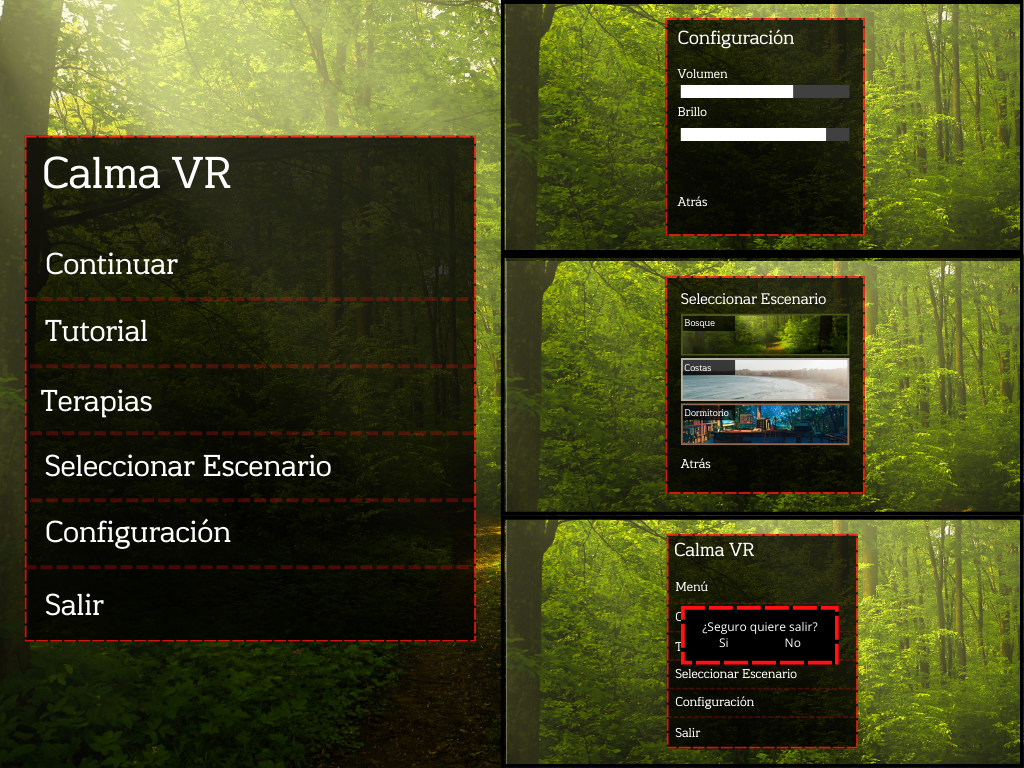 Calma VR
Continuar
Tutorial
Terapias
Seleccionar Escenario
Configuración
Salir
Configuración
Volumen
Brillo
Atrás
Seleccionar Escenario
Bosque
Costas
Dormitorio
Atrás
Calma VR
Menú
C
¿Seguro quiere salir?
Si No
T
Seleccionar Escenario
Configuración
Salir